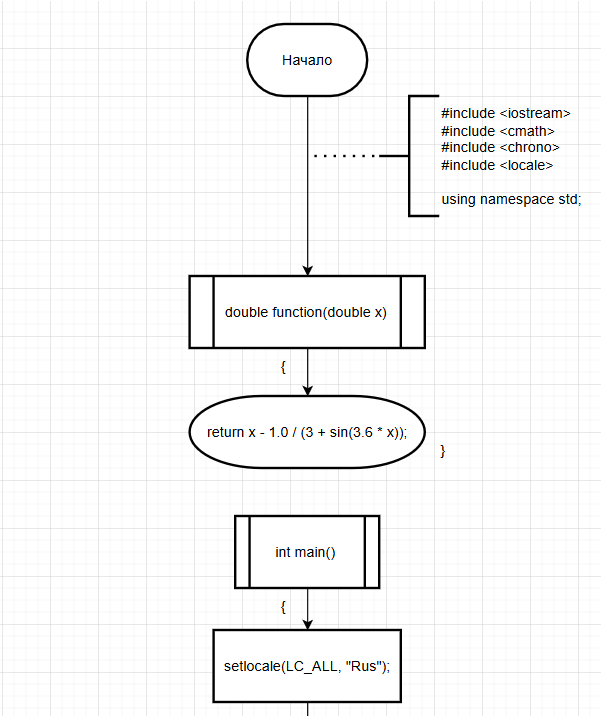 Начало
#include <iostream>
#include <cmath>
#include <chrono>
#include <locale>
using namespace std;
double function(double x)
{
return x - 1.0 / (3 + sin(3.6 * x));
}
int main()
{
setlocale(LC_ALL, "Rus");